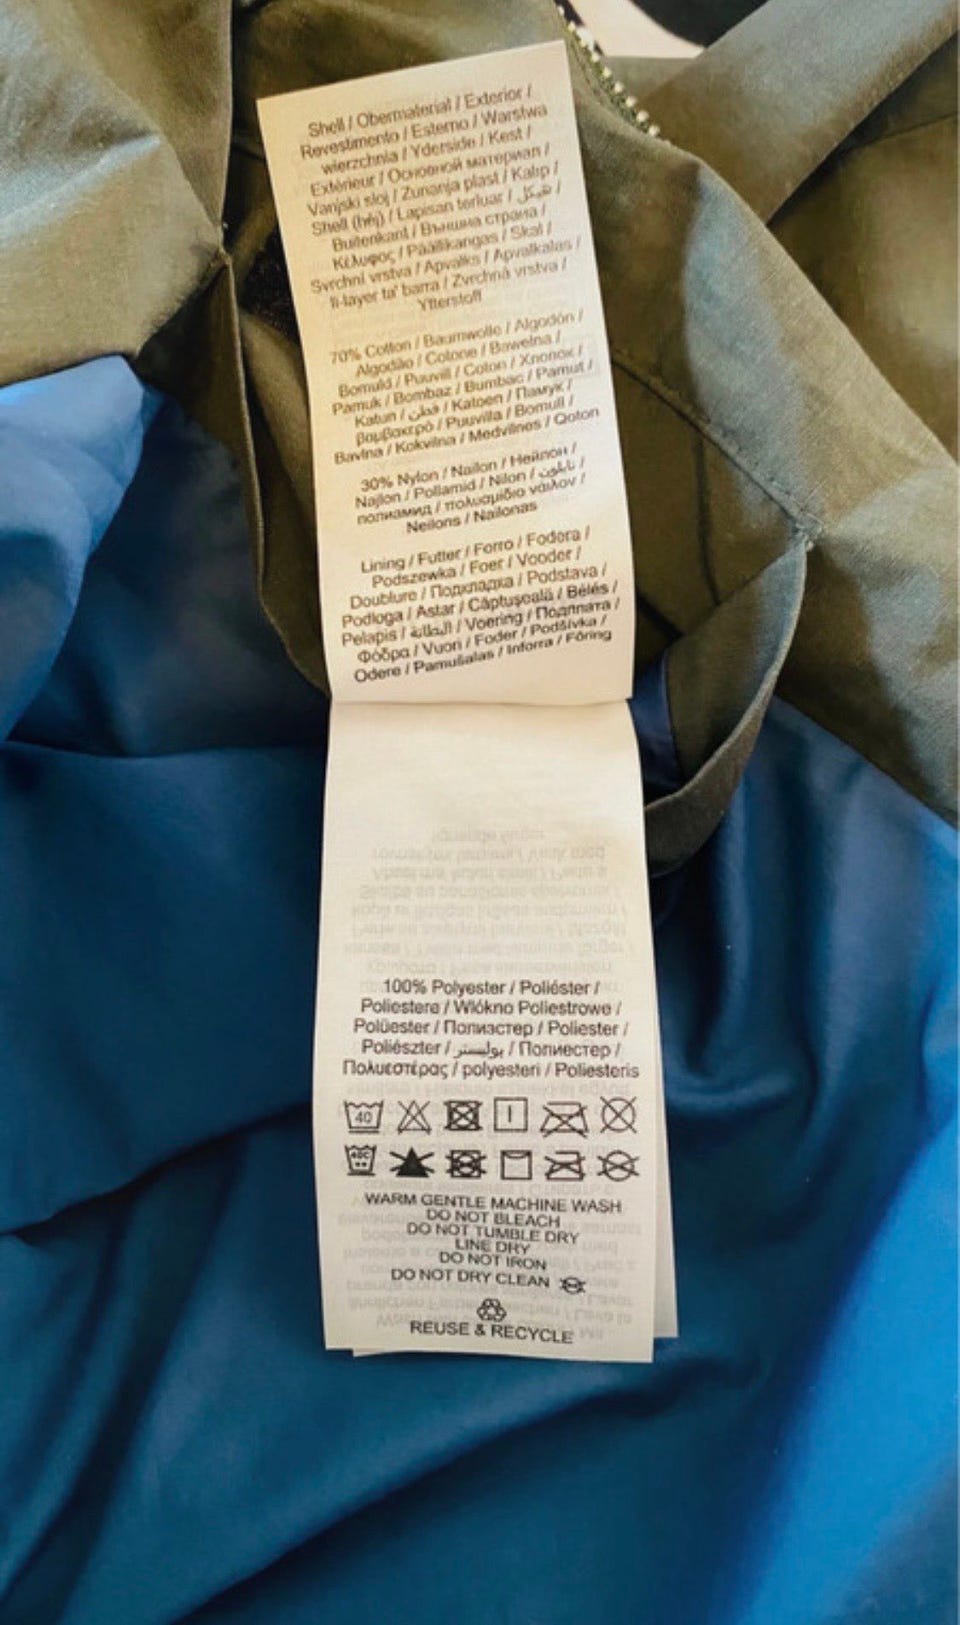 Shell / Obermaterial / Exterior /
Revestimento / Esterno / Warstwa
wierzchnia / Yderside / Kest /
Extérieur / Основной материал /
Vanjski sloj / Zunanja plast / Kalıp /
Shell (héj) / Lapisan terluar / هيكل /
Buitenkant / Външна страна /
Κέλυφος / Päällikangas / Skal /
Svrchní vrstva / Apvalks / Apvalkalas /
Il-layer ta' barra / Zvrchná vrstva /
Ytterstoff
70% Cotton / Baumwolle / Algodón /
Algodão / Cotone / Bawełna /
Bomuld / Puuvill / Coton / Хлопок /
Pamuk / Bombaž / Bumbac / Pamut /
Katun / قطن / Katoen / Памук /
βαμβακερό / Puuvilla / Bomull /
Bavlna / Kokvilna / Medvilnės / Qoton
30% Nylon / Nailon / Нейлон /
Najlon / Poliamid / Nilon / نايلون /
полиамид / πολυαμίδιο νάιλον /
Neilons / Nailonas
Lining / Futter / Forro / Fodera /
Podszewka / Foer / Vooder /
Doublure / Подкладка / Podstava /
Podloga / Astar / Căptușeală / Bélés /
Pelapis / البطانة / Voering / Подплата /
Φόδρα / Vuori / Foder / Podšívka /
Odere / Pamušalas / Inforra / Fôring
100% Polyester / Poliéster /
Poliestere / Włókno Poliestrowe /
Polüester / Полиэстер / Poliester /
Poliészter / بوليستر / Полиестер /
Πολυεστέρας / polyesteri / Poliesteris
40
40C
WARM GENTLE MACHINE WASH
DO NOT BLEACH
DO NOT TUMBLE DRY
LINE DRY
DO NOT IRON
DO NOT DRY CLEAN
REUSE & RECYCLE